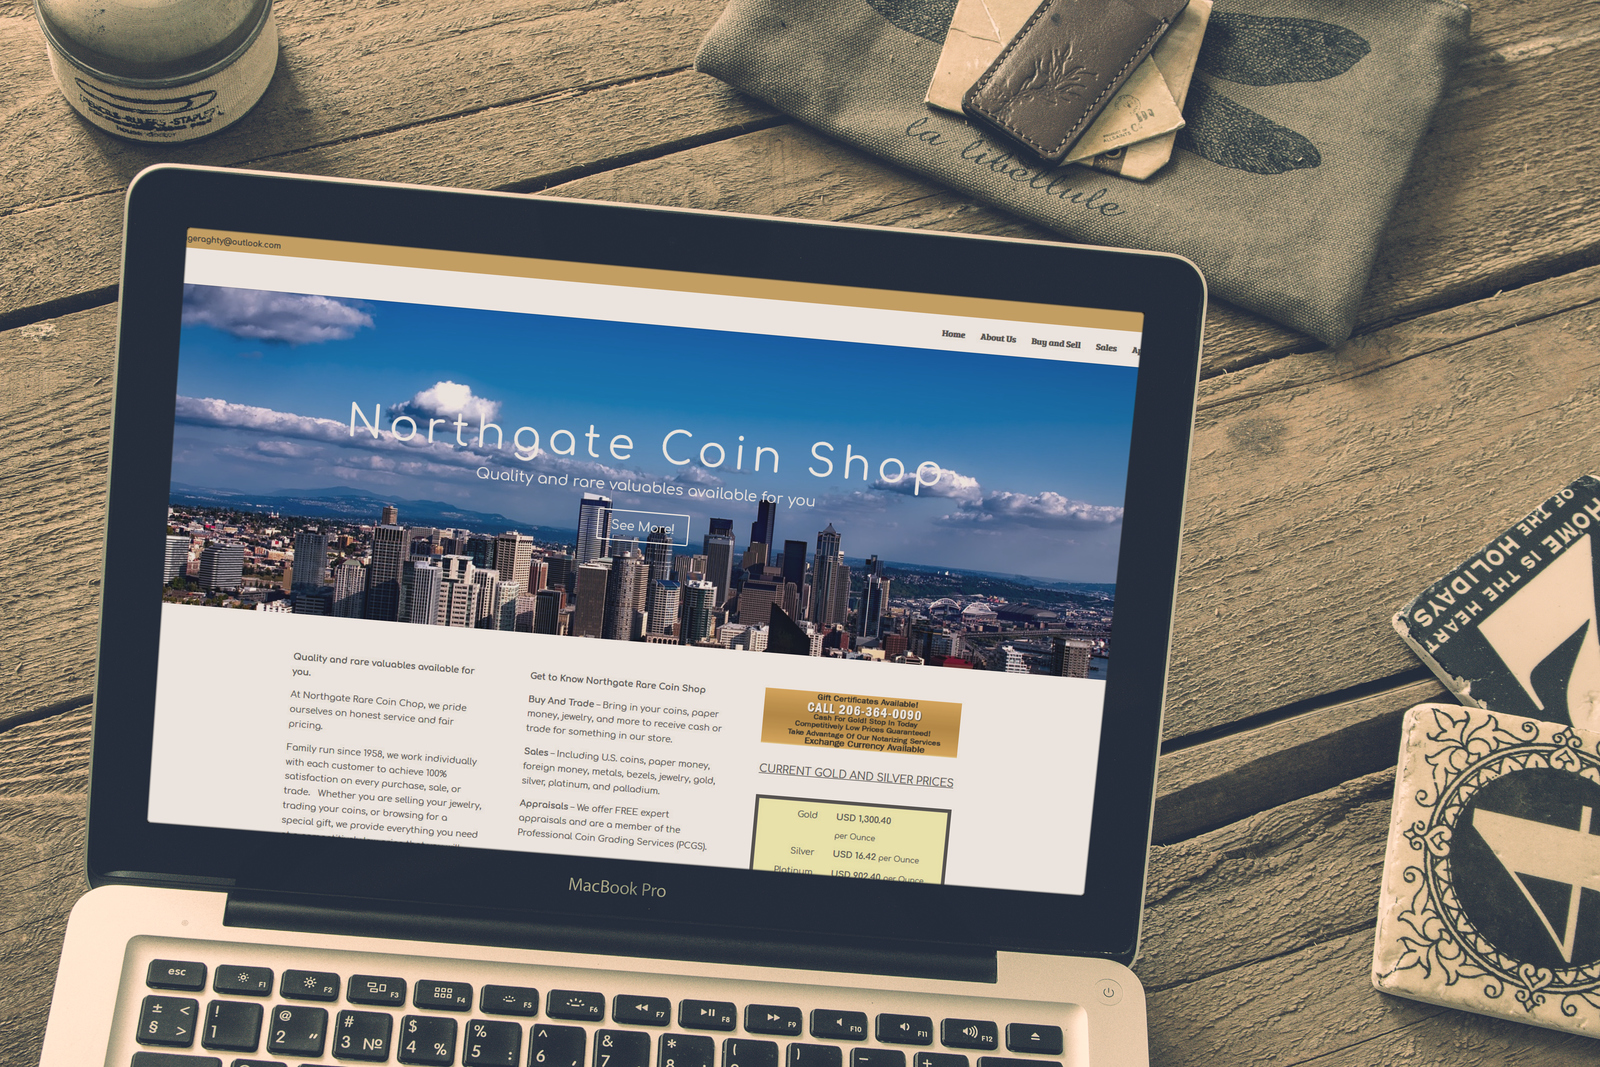 PENCILS-RULER-STAPLE
la libellule
geraghty@outlook.com
Home About Us Buy and Sell Sales Ap
Northgate Coin Shop
Quality and rare valuables available for you
See More!
Quality and rare valuables available for
you.
At Northgate Rare Coin Chop, we pride
ourselves on honest service and fair
pricing.
Family run since 1958, we work individually
with each customer to achieve 100%
satisfaction on every purchase, sale, or
trade. Whether you are selling your jewelry,
trading your coins, or browsing for a
special gift, we provide everything you need
Get to Know Northgate Rare Coin Shop
Buy And Trade – Bring in your coins, paper
money, jewelry, and more to receive cash or
trade for something in our store.
Sales – Including U.S. coins, paper money,
foreign money, metals, bezels, jewelry, gold,
silver, platinum, and palladium.
Appraisals – We offer FREE expert
appraisals and are a member of the
Professional Coin Grading Services (PCGS).
Gift Certificates Available!
CALL 206-364-0090
Cash For Gold! Stop In Today
Competitively Low Prices Guaranteed!
Take Advantage Of Our Notarizing Services
Exchange Currency Available
CURRENT GOLD AND SILVER PRICES
Gold USD 1,300.40
per Ounce
Silver USD 16.42 per Ounce
Platinum USD 902.40 per Ounce
MacBook Pro
HOME IS THE HEART
OF THE HOLIDAYS
esc F1 F2 F3 F4 F5 F6 F7 F8 F9 F10 F11 F12
± < ! @ # $ % ^ & * ( ) − +
§ > 1 2 “ 3 № 4 % 5 : 6 , 7 8